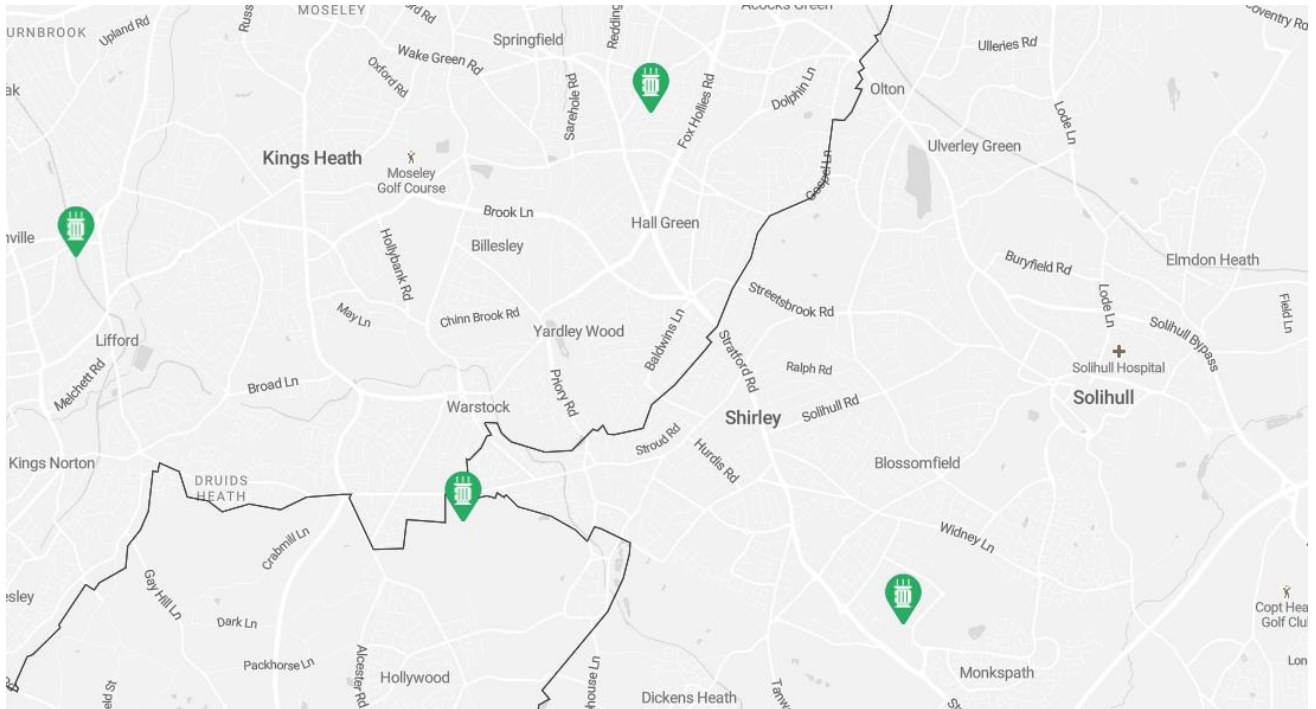 MOSELEY
Acocks Green
Coventry Rd
Upland Rd
Springfield
Ulleries Rd
Wake Green Rd
Oxford Rd
Sarehole Rd
Fox Hollies Rd
Dolphin Ln
Olton
Lode Ln
Kings Heath
Moseley
Golf Course
Ulverley Green
Gospel Ln
Brook Ln
Hall Green
Billesley
Hollybank Rd
Buryfield Rd
Elmdon Heath
May Ln
Chinn Brook Rd
Yardley Wood
Baldwins Ln
Streetsbrook Rd
Lode Ln
Solihull Bypass
Field Ln
Lifford
Melchett Rd
Stratford Rd
Ralph Rd
Solihull Hospital
Broad Ln
Warstock
Priory Rd
Shirley
Solihull Rd
Solihull
Kings Norton
Stroud Rd
Hurdis Rd
Blossomfield
DRUIDS
HEATH
Crabmill Ln
Widney Ln
Gay Hill Ln
Dark Ln
Packhorse Ln
Alcester Rd
Hollywood
Monkspath
Dickens Heath